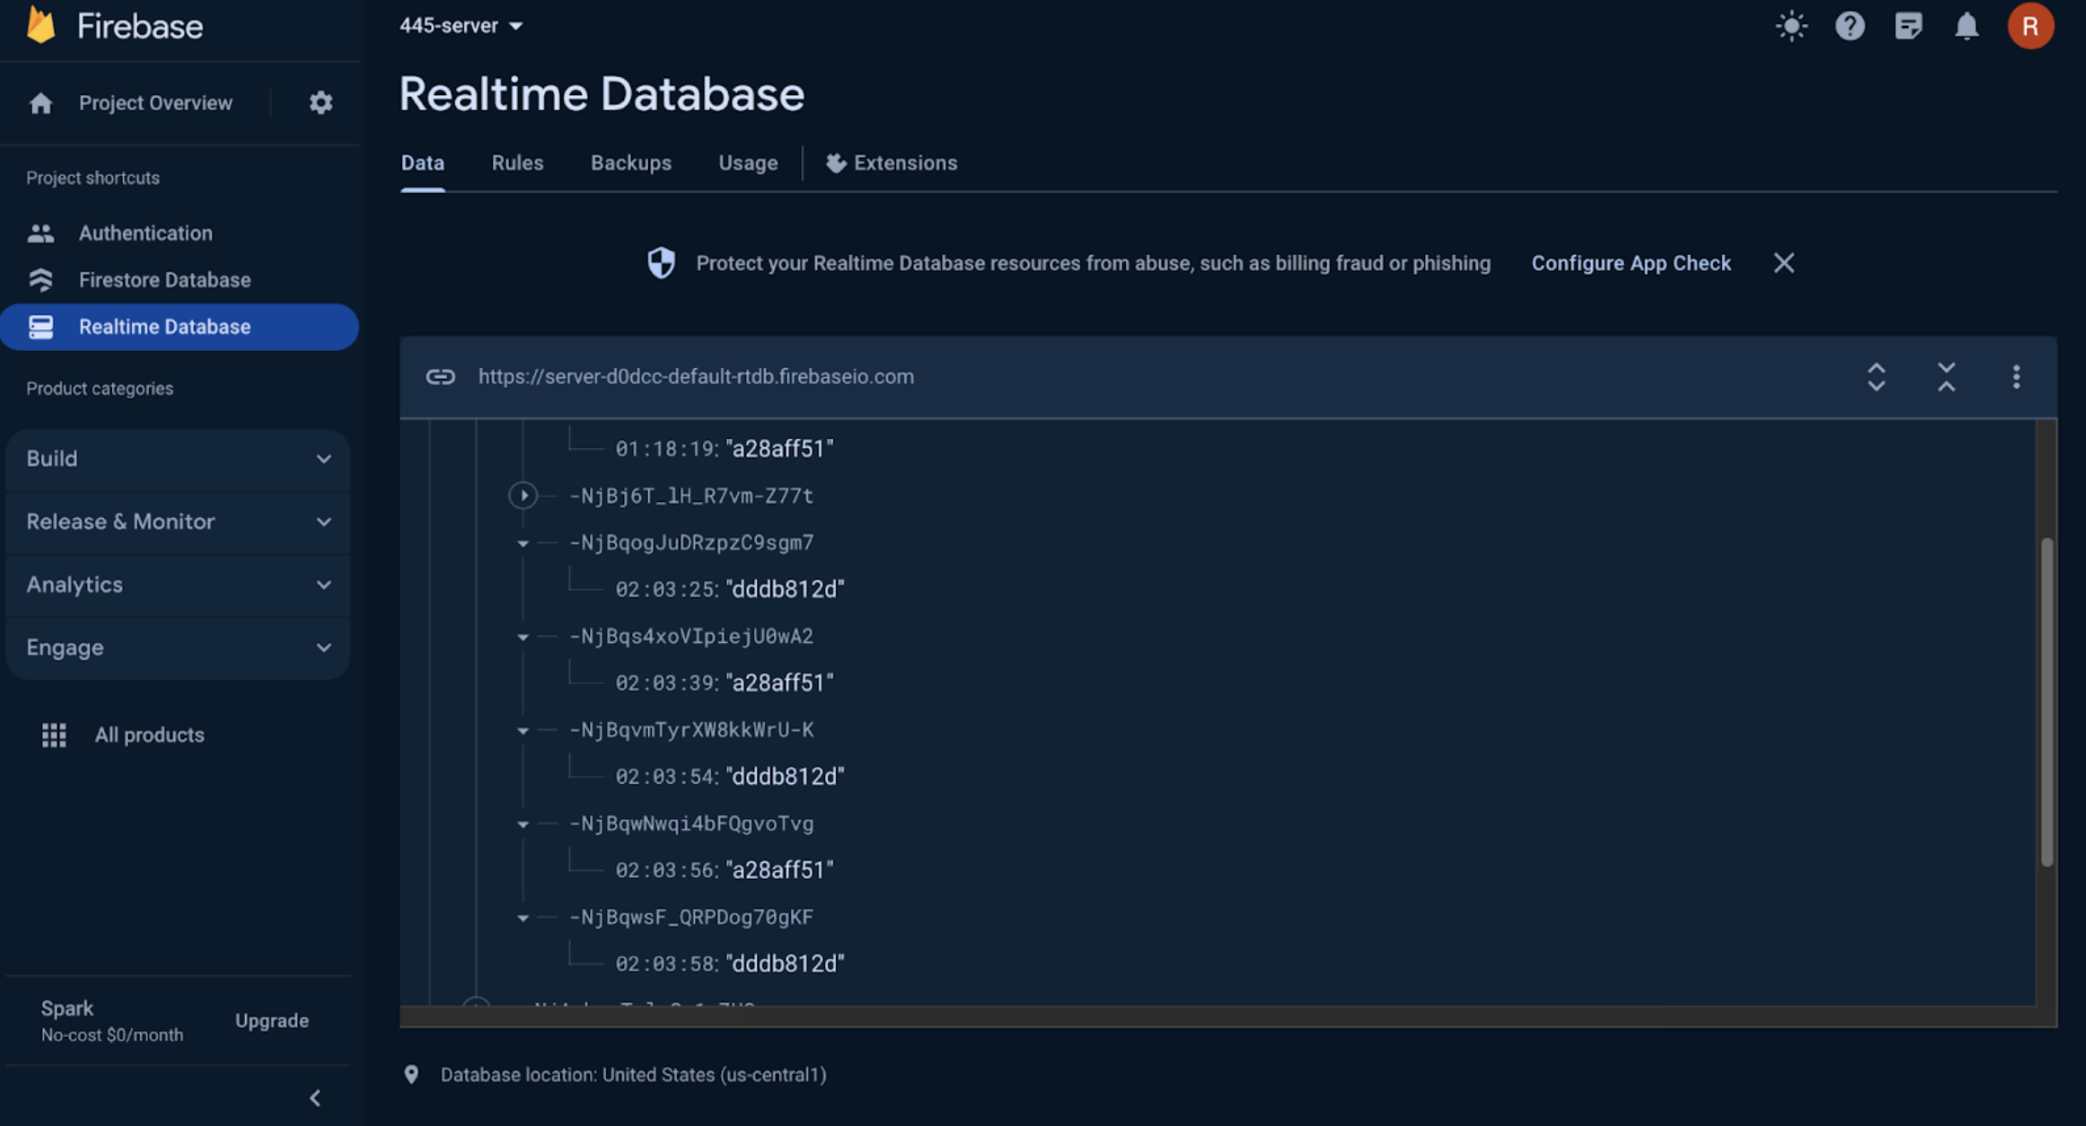 Firebase
445-server
R
Project Overview
Realtime Database
Data
Rules
Backups
Usage
Extensions
Project shortcuts
Authentication
Firestore Database
Realtime Database
Protect your Realtime Database resources from abuse, such as billing fraud or phishing
Configure App Check
Product categories
Build
Release & Monitor
Analytics
Engage
All products
https://server-d0dcc-default-rtdb.firebaseio.com
01:18:19: "a28aff51"
-NjBj6T_lH_R7vm-Z77t
-NjBqogJuDRzpzC9sgm7
02:03:25: "dddb812d"
-NjBqs4xoVIpiejU0wA2
02:03:39: "a28aff51"
-NjBqvmTyrXW8kkWrU-K
02:03:54: "dddb812d"
-NjBqwNwqi4bFQgvoTvg
02:03:56: "a28aff51"
-NjBqwsF_QRPDog70gKF
02:03:58: "dddb812d"
Spark
No-cost $0/month
Upgrade
Database location: United States (us-central1)